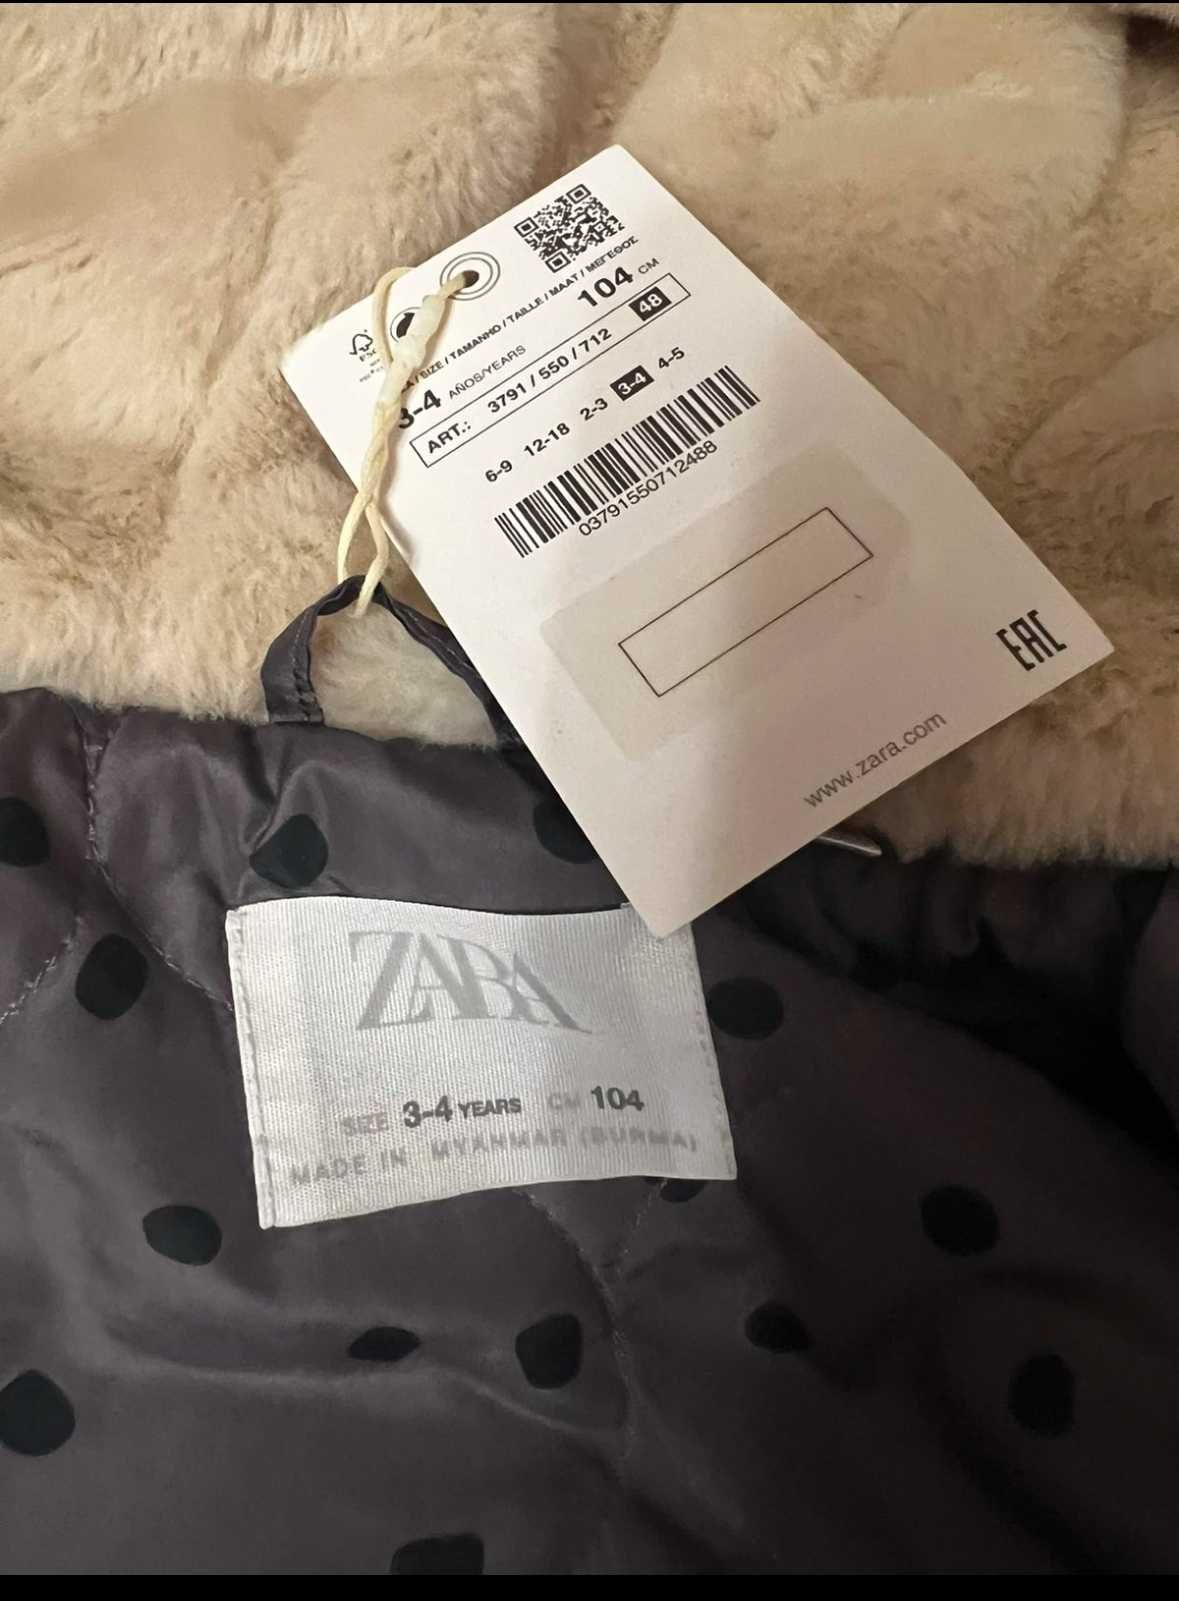 /SIZE / TAMANHO / TAILLE / MAAT / ΜΕΓΕΘΟΣ
3-4 AÑOS/YEARS 104 CM
ART.: 3791 / 550 / 712 48
6-9 12-18 2-3 3-4 4-5
03791550712488
EAC
www.zara.com
ZARA
SIZE 3-4 YEARS CM 104
MADE IN MYANMAR (BURMA)